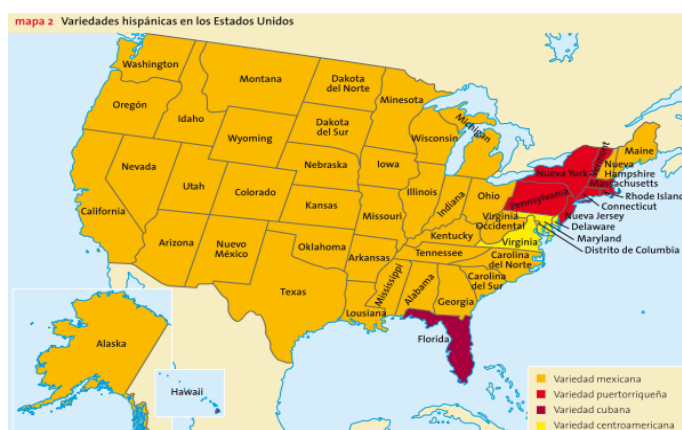 mapa 2 Variedades hispánicas en los Estados Unidos
Washington
Montana
Dakota
del Norte
Minesota
Michigan
Maine
Oregón
Idaho
Wyoming
Dakota
del Sur
Wisconsin
Vermont
Nueva
Hampshire
Nueva York
Massachusetts
Rhode Island
Connecticut
Nevada
Utah
Colorado
Nebraska
Iowa
Illinois
Indiana
Ohio
Pennsylvania
Nueva Jersey
Delaware
Maryland
Distrito de Columbia
California
Kansas
Missouri
Virginia
Occidental
Virginia
Kentucky
Arizona
Nuevo
México
Oklahoma
Arkansas
Tennessee
Carolina
del Norte
Carolina
del Sur
Texas
Lousiana
Mississippi
Alabama
Georgia
Florida
Alaska
Hawaii
Variedad mexicana
Variedad puertorriqueña
Variedad cubana
Variedad centroamericana